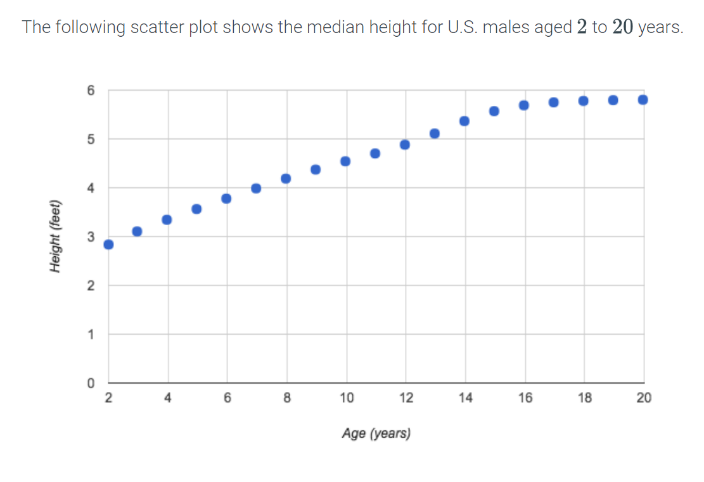 The following scatter plot shows the median height for U.S. males aged 2 to 20 years.
6
5
4
3
2
1
0
Height (feet)
2 4 6 8 10 12 14 16 18 20
Age (years)